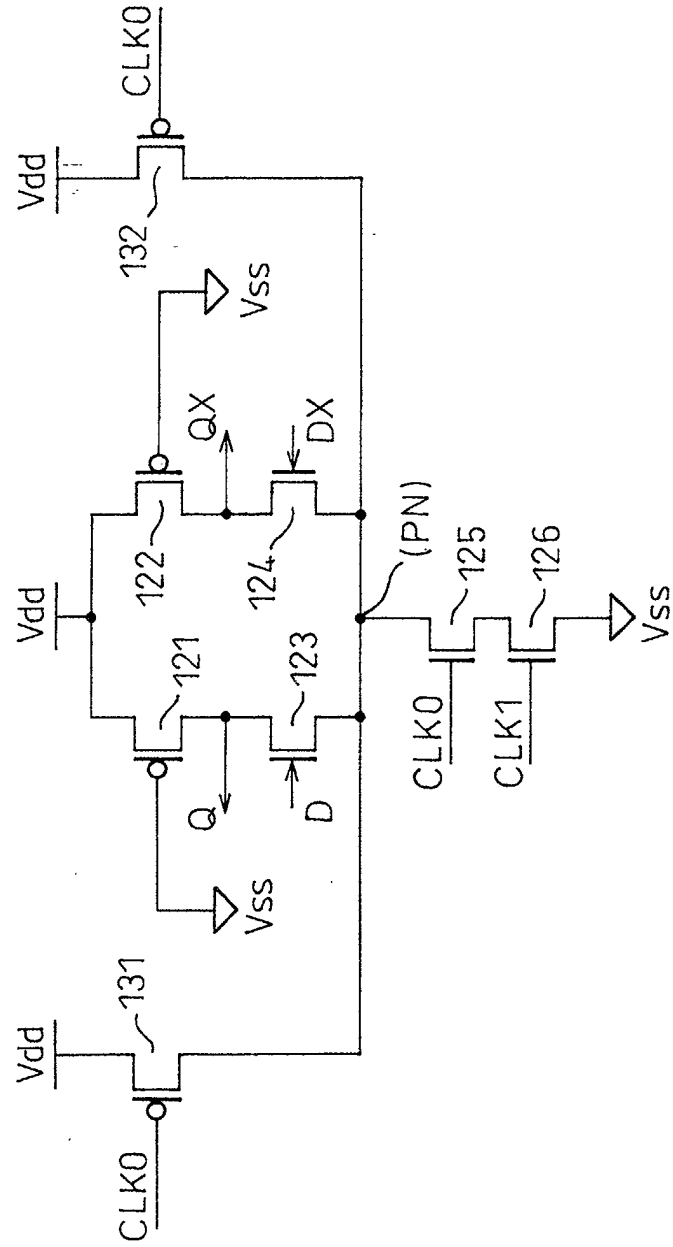 Vdd
Vdd
Vdd
CLK0
131
121
122
132
CLK0
Vss
Q
QX
Vss
D
123
124
DX
(PN)
CLK0
125
CLK1
126
Vss